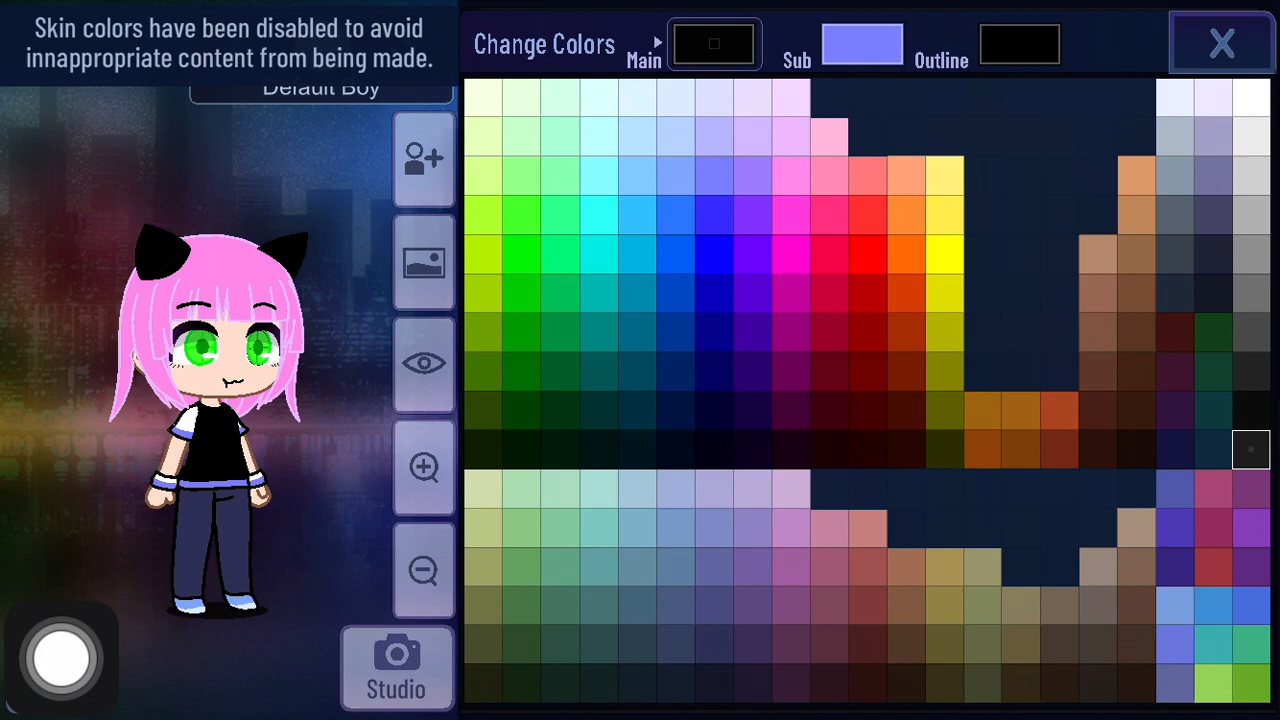 Skin colors have been disabled to avoid
innappropriate content from being made.
Default Boy
Change Colors
Main
Sub
Outline
X
Studio